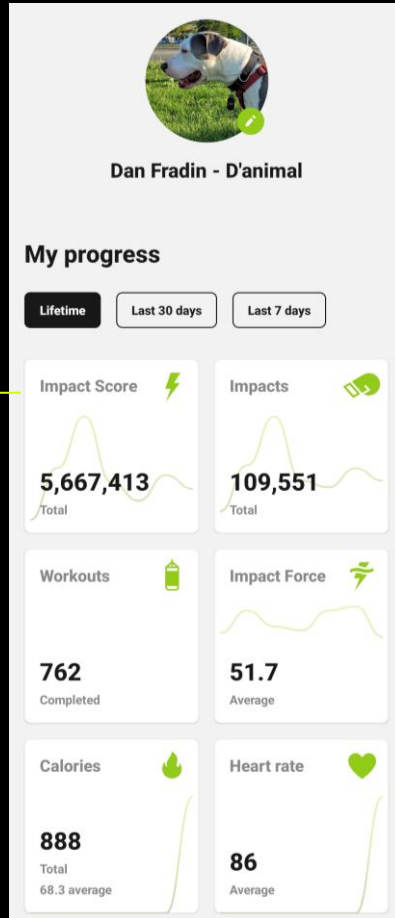 Dan Fradin - D'animal
My progress
Lifetime
Last 30 days
Last 7 days
Impact Score
5,667,413
Total
Impacts
109,551
Total
Workouts
762
Completed
Impact Force
51.7
Average
Calories
888
Total
68.3 average
Heart rate
86
Average